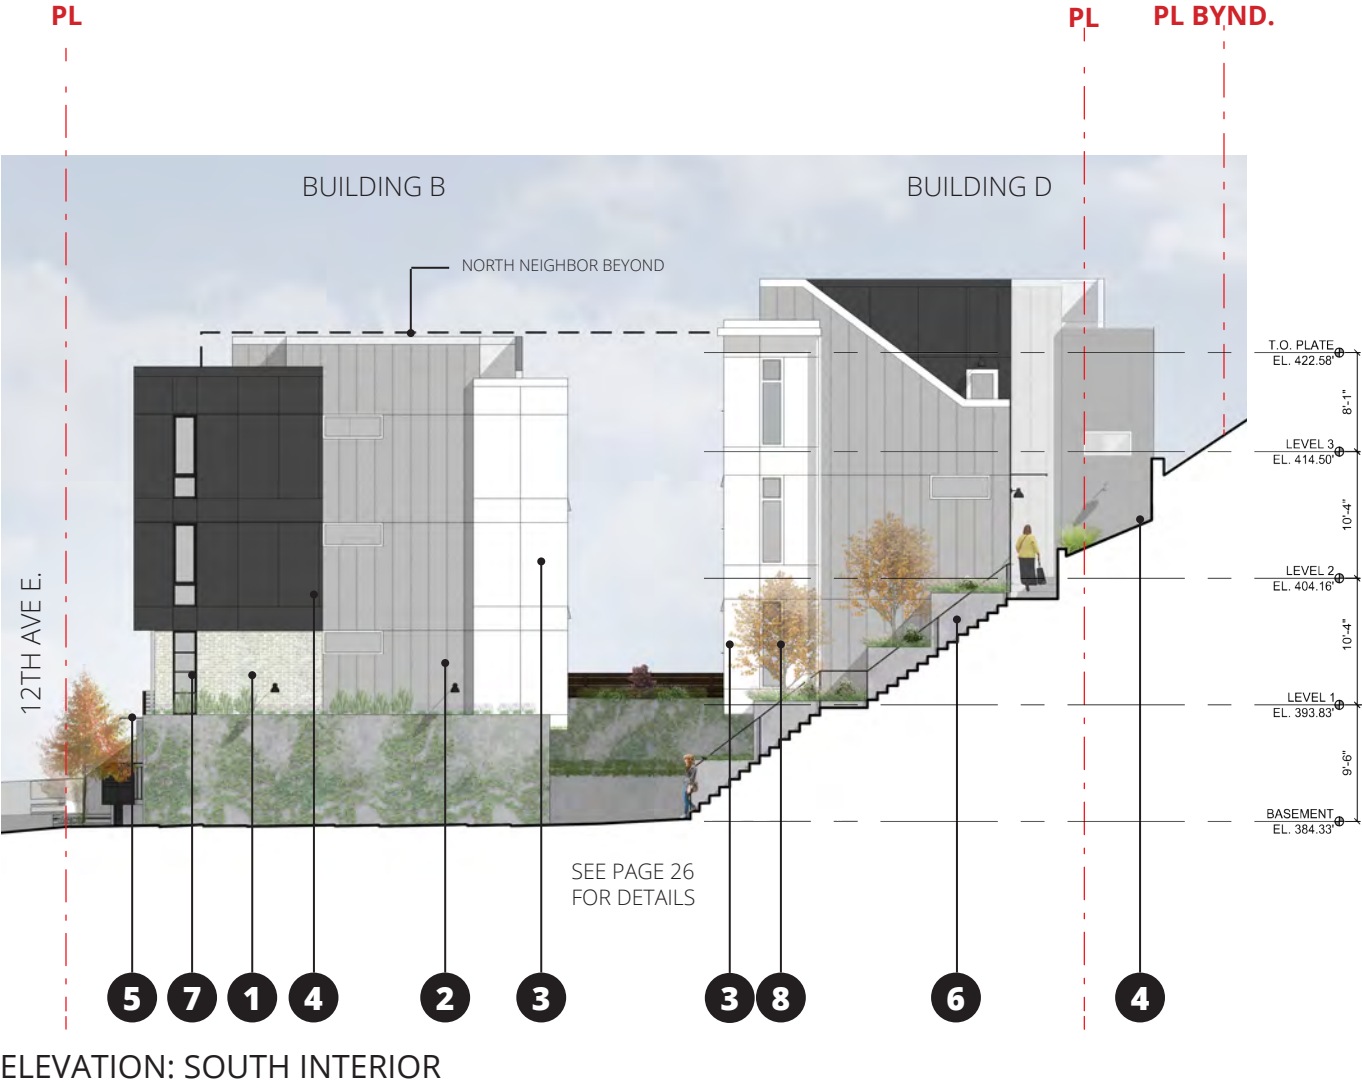 PL
PL
PL BYND.
BUILDING B
BUILDING D
NORTH NEIGHBOR BEYOND
T.O. PLATE
EL. 422.58'
8'-1"
LEVEL 3
EL. 414.50'
10'-4"
LEVEL 2
EL. 404.16'
10'-4"
LEVEL 1
EL. 393.83'
9'-6"
BASEMENT
EL. 384.33'
12TH AVE E.
SEE PAGE 26
FOR DETAILS
5 7 1 4 2 3 3 8 6 4
ELEVATION: SOUTH INTERIOR